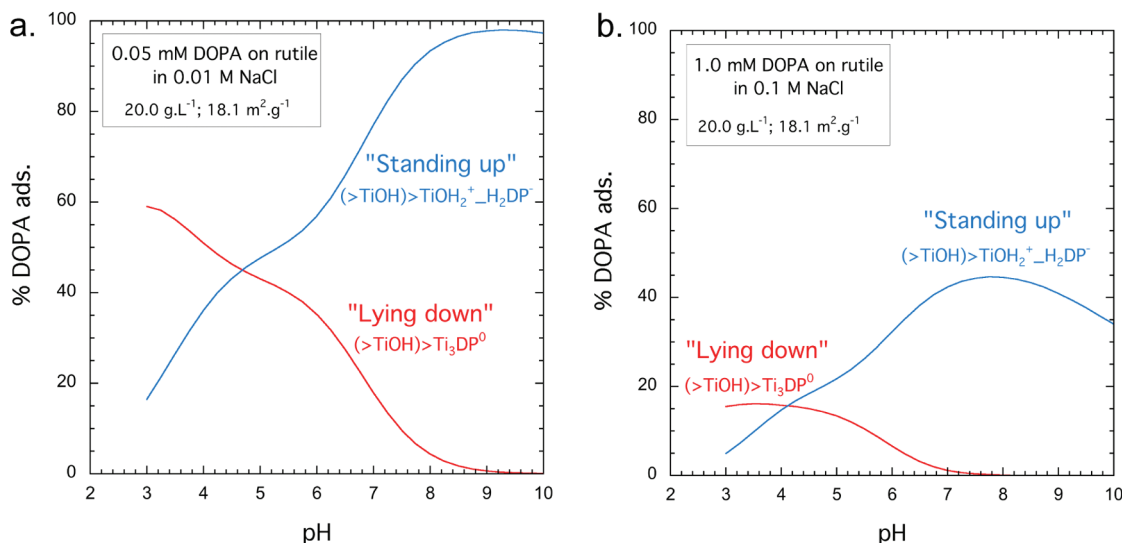 a.
0.05 mM DOPA on rutile
in 0.01 M NaCl
20.0 g.L⁻¹; 18.1 m².g⁻¹
"Standing up"
(>TiOH)>TiOH₂⁺_H₂DP⁻
"Lying down"
(>TiOH)>Ti₃DP⁰
% DOPA ads.
100
80
60
40
20
0
2 3 4 5 6 7 8 9 10
pH
b.
1.0 mM DOPA on rutile
in 0.1 M NaCl
20.0 g.L⁻¹; 18.1 m².g⁻¹
"Standing up"
(>TiOH)>TiOH₂⁺_H₂DP⁻
"Lying down"
(>TiOH)>Ti₃DP⁰
% DOPA ads.
100
80
60
40
20
0
2 3 4 5 6 7 8 9 10
pH